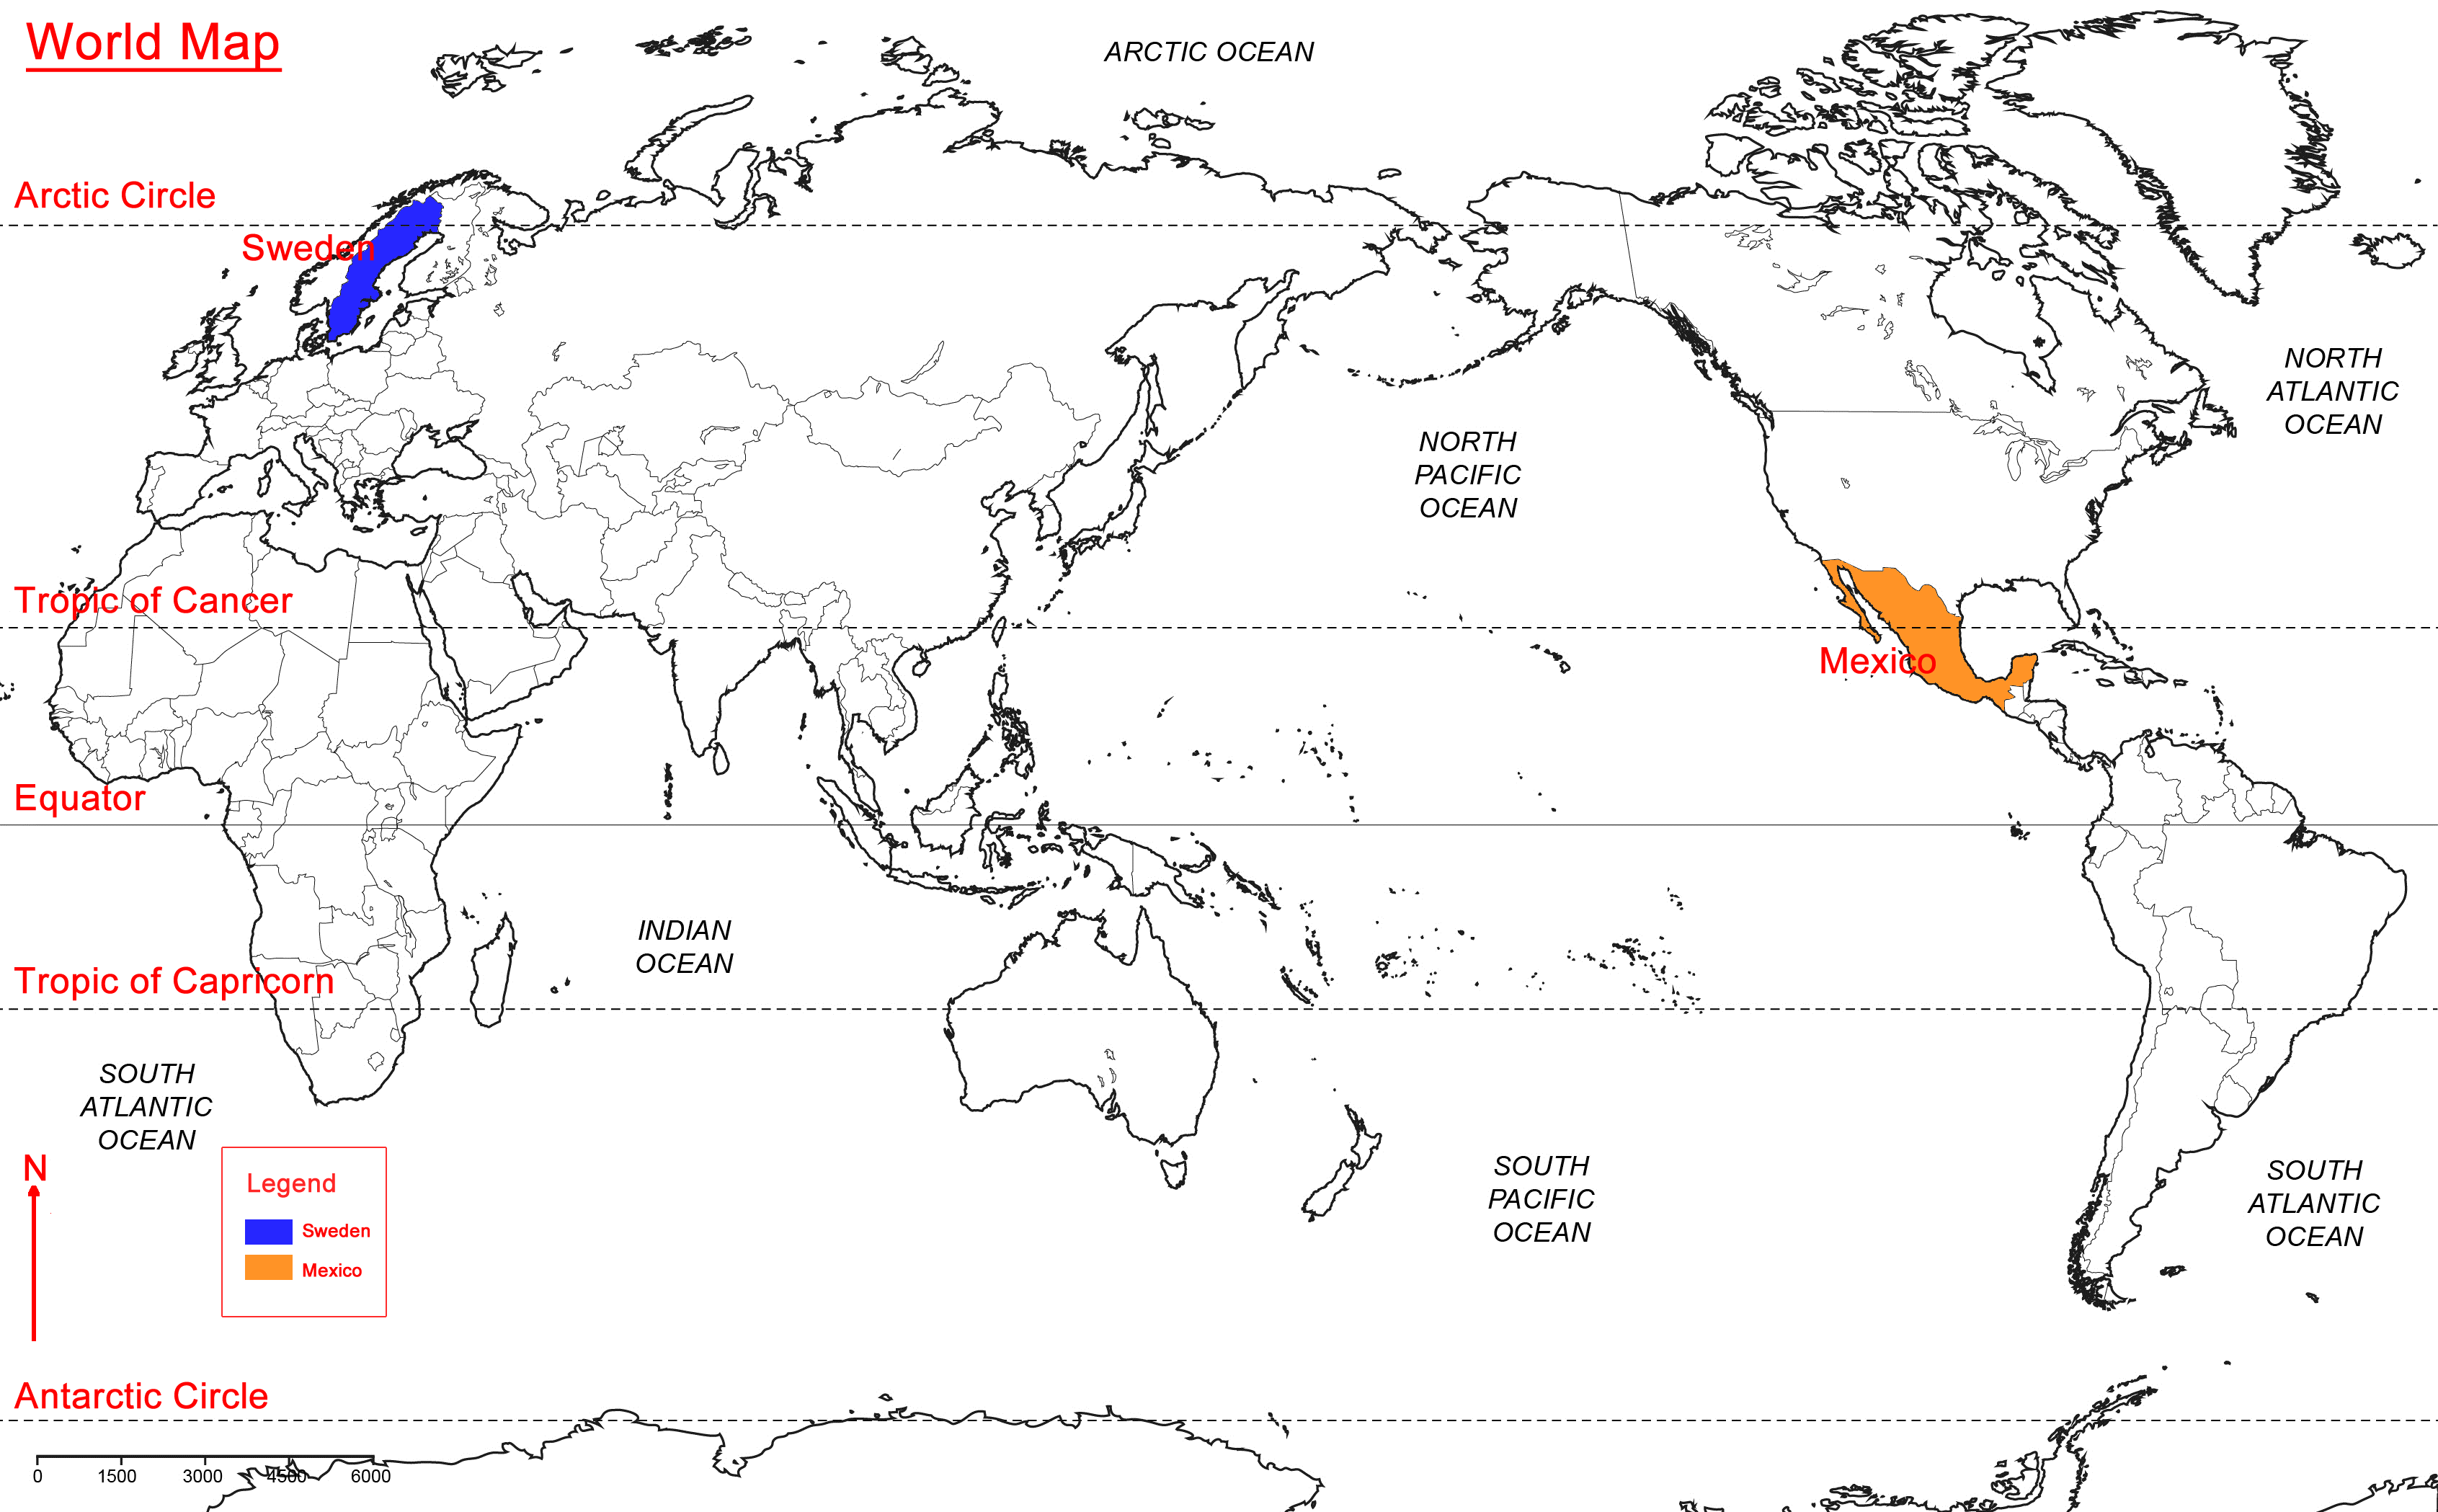 World Map
ARCTIC OCEAN
Arctic Circle
Sweden
NORTH
ATLANTIC
OCEAN
NORTH
PACIFIC
OCEAN
Tropic of Cancer
Mexico
Equator
INDIAN
OCEAN
Tropic of Capricorn
SOUTH
ATLANTIC
OCEAN
N
Legend
Sweden
Mexico
SOUTH
PACIFIC
OCEAN
SOUTH
ATLANTIC
OCEAN
Antarctic Circle
0 1500 3000 4500 6000